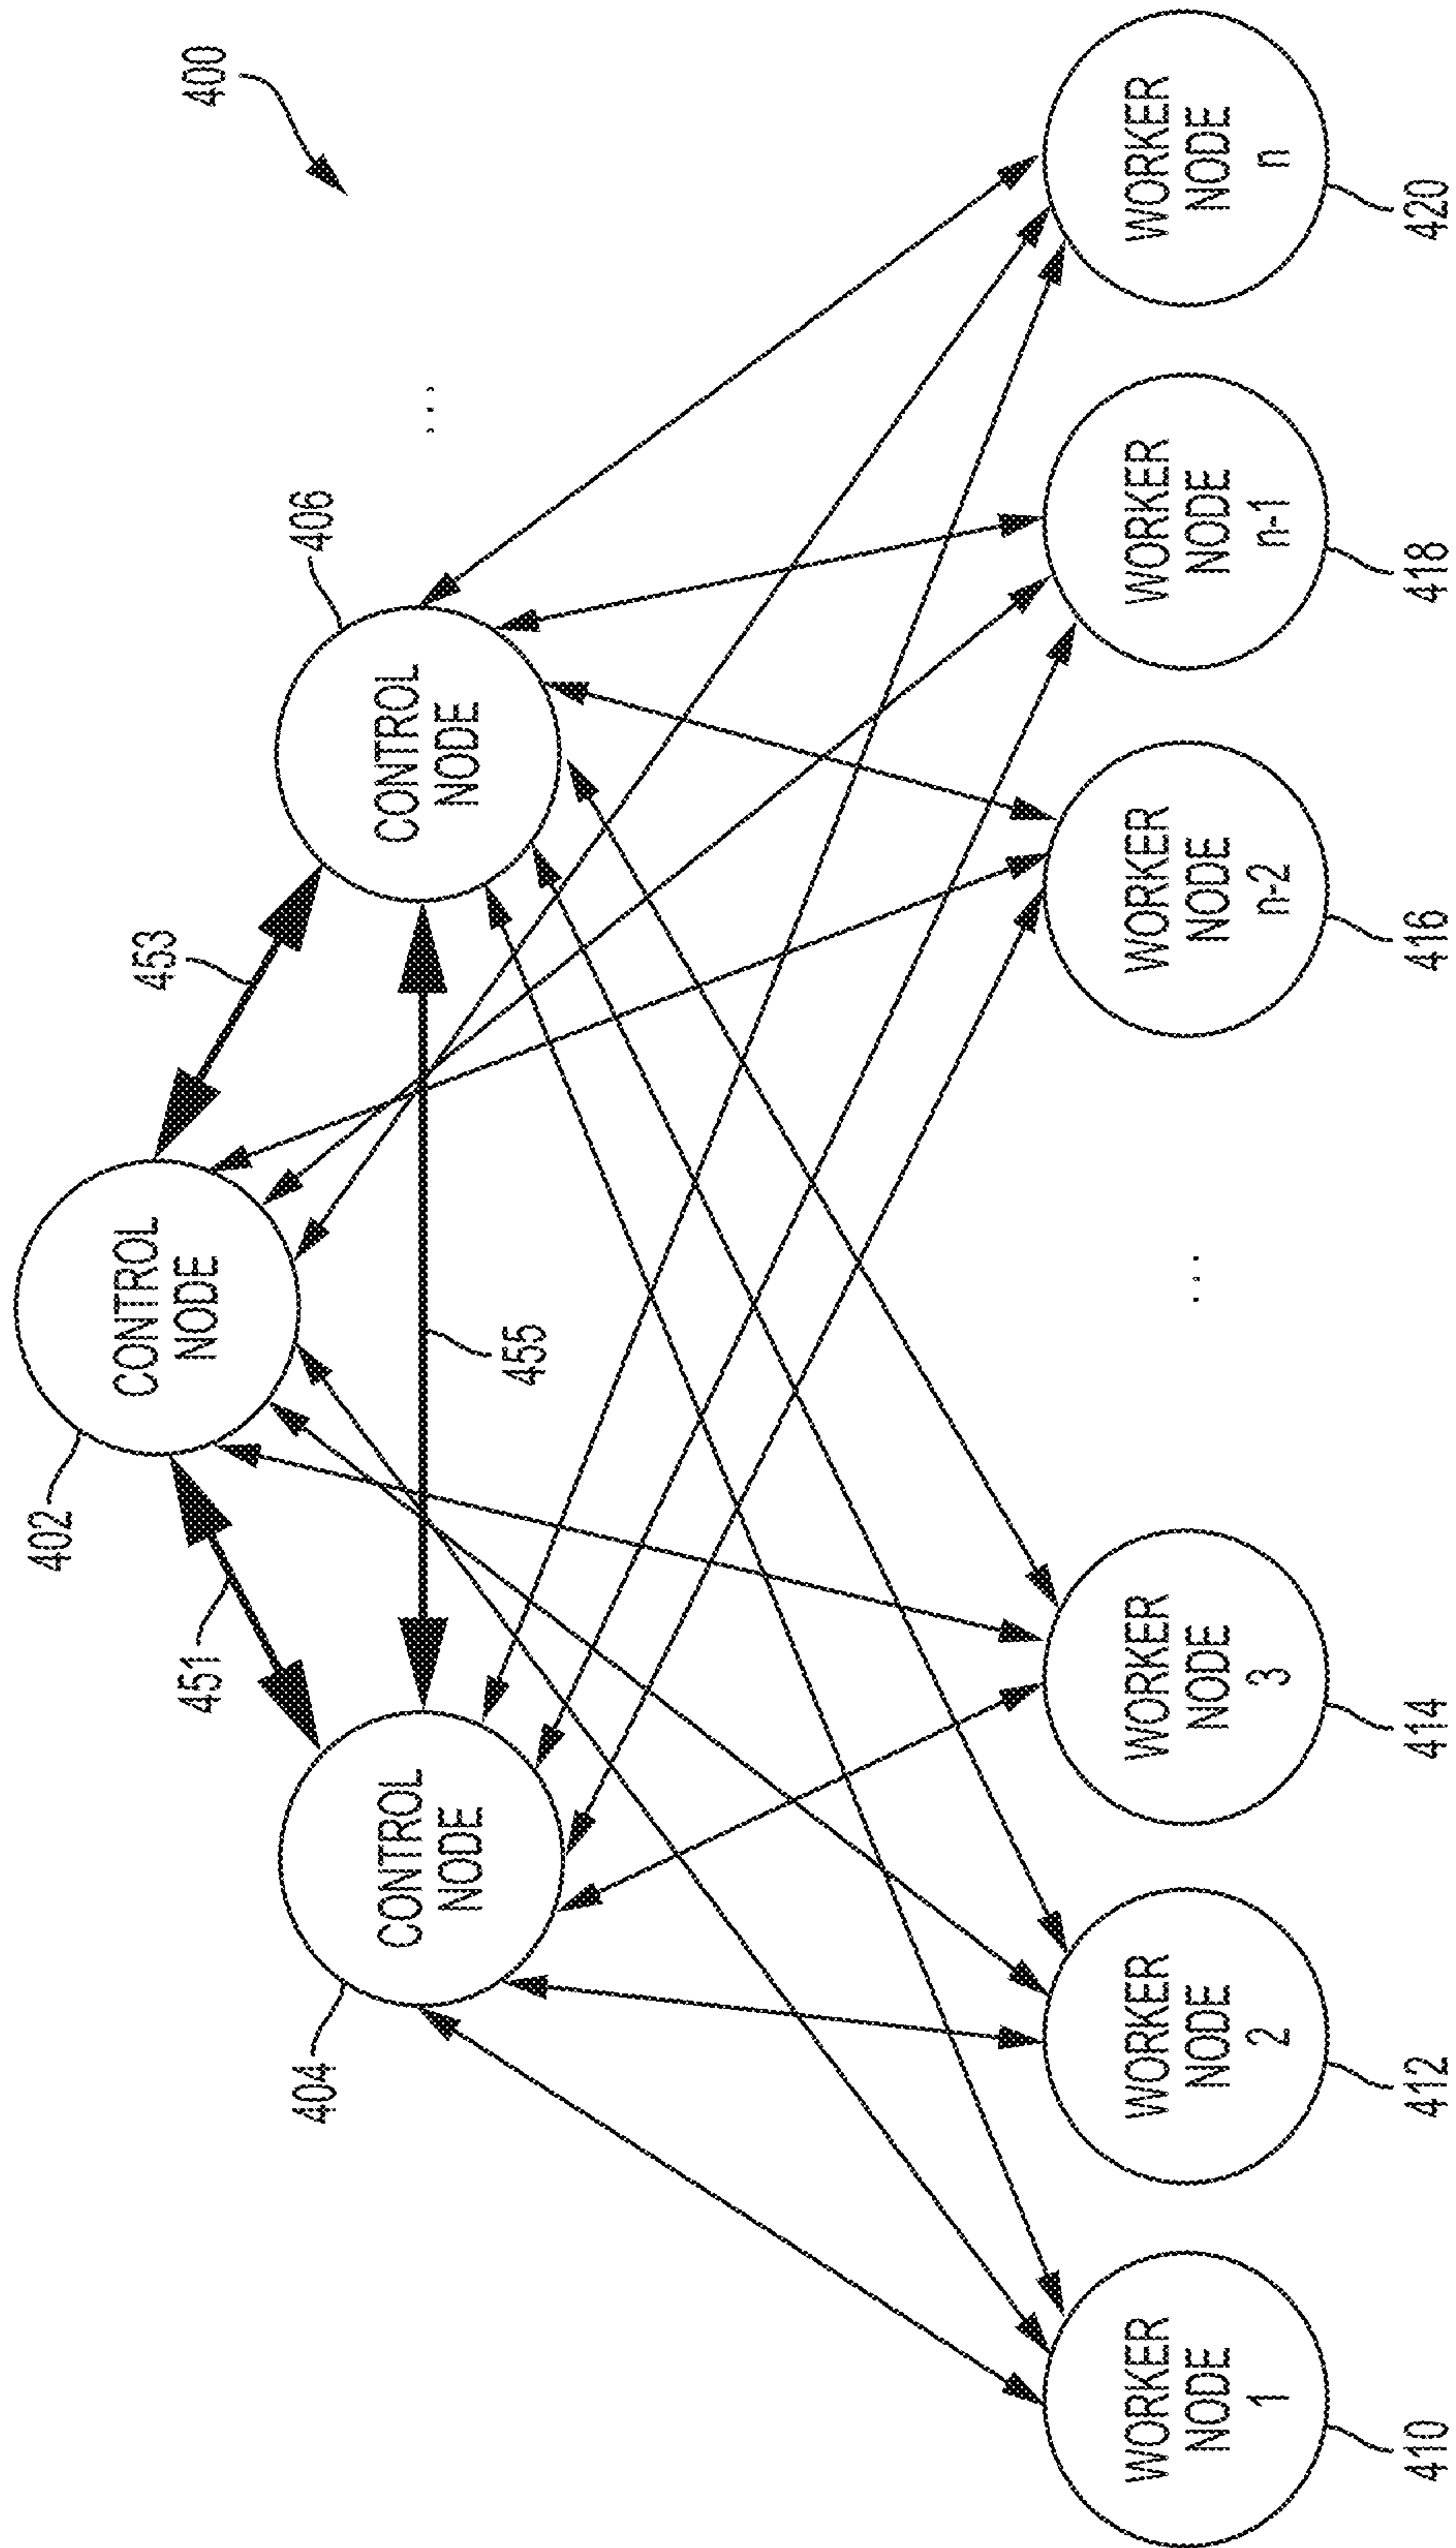 400
402
CONTROL
NODE
451
453
404
CONTROL
NODE
406
CONTROL
NODE
...
455
...
WORKER
NODE
1
410
WORKER
NODE
2
412
WORKER
NODE
3
414
WORKER
NODE
n-2
416
WORKER
NODE
n-1
418
WORKER
NODE
n
420